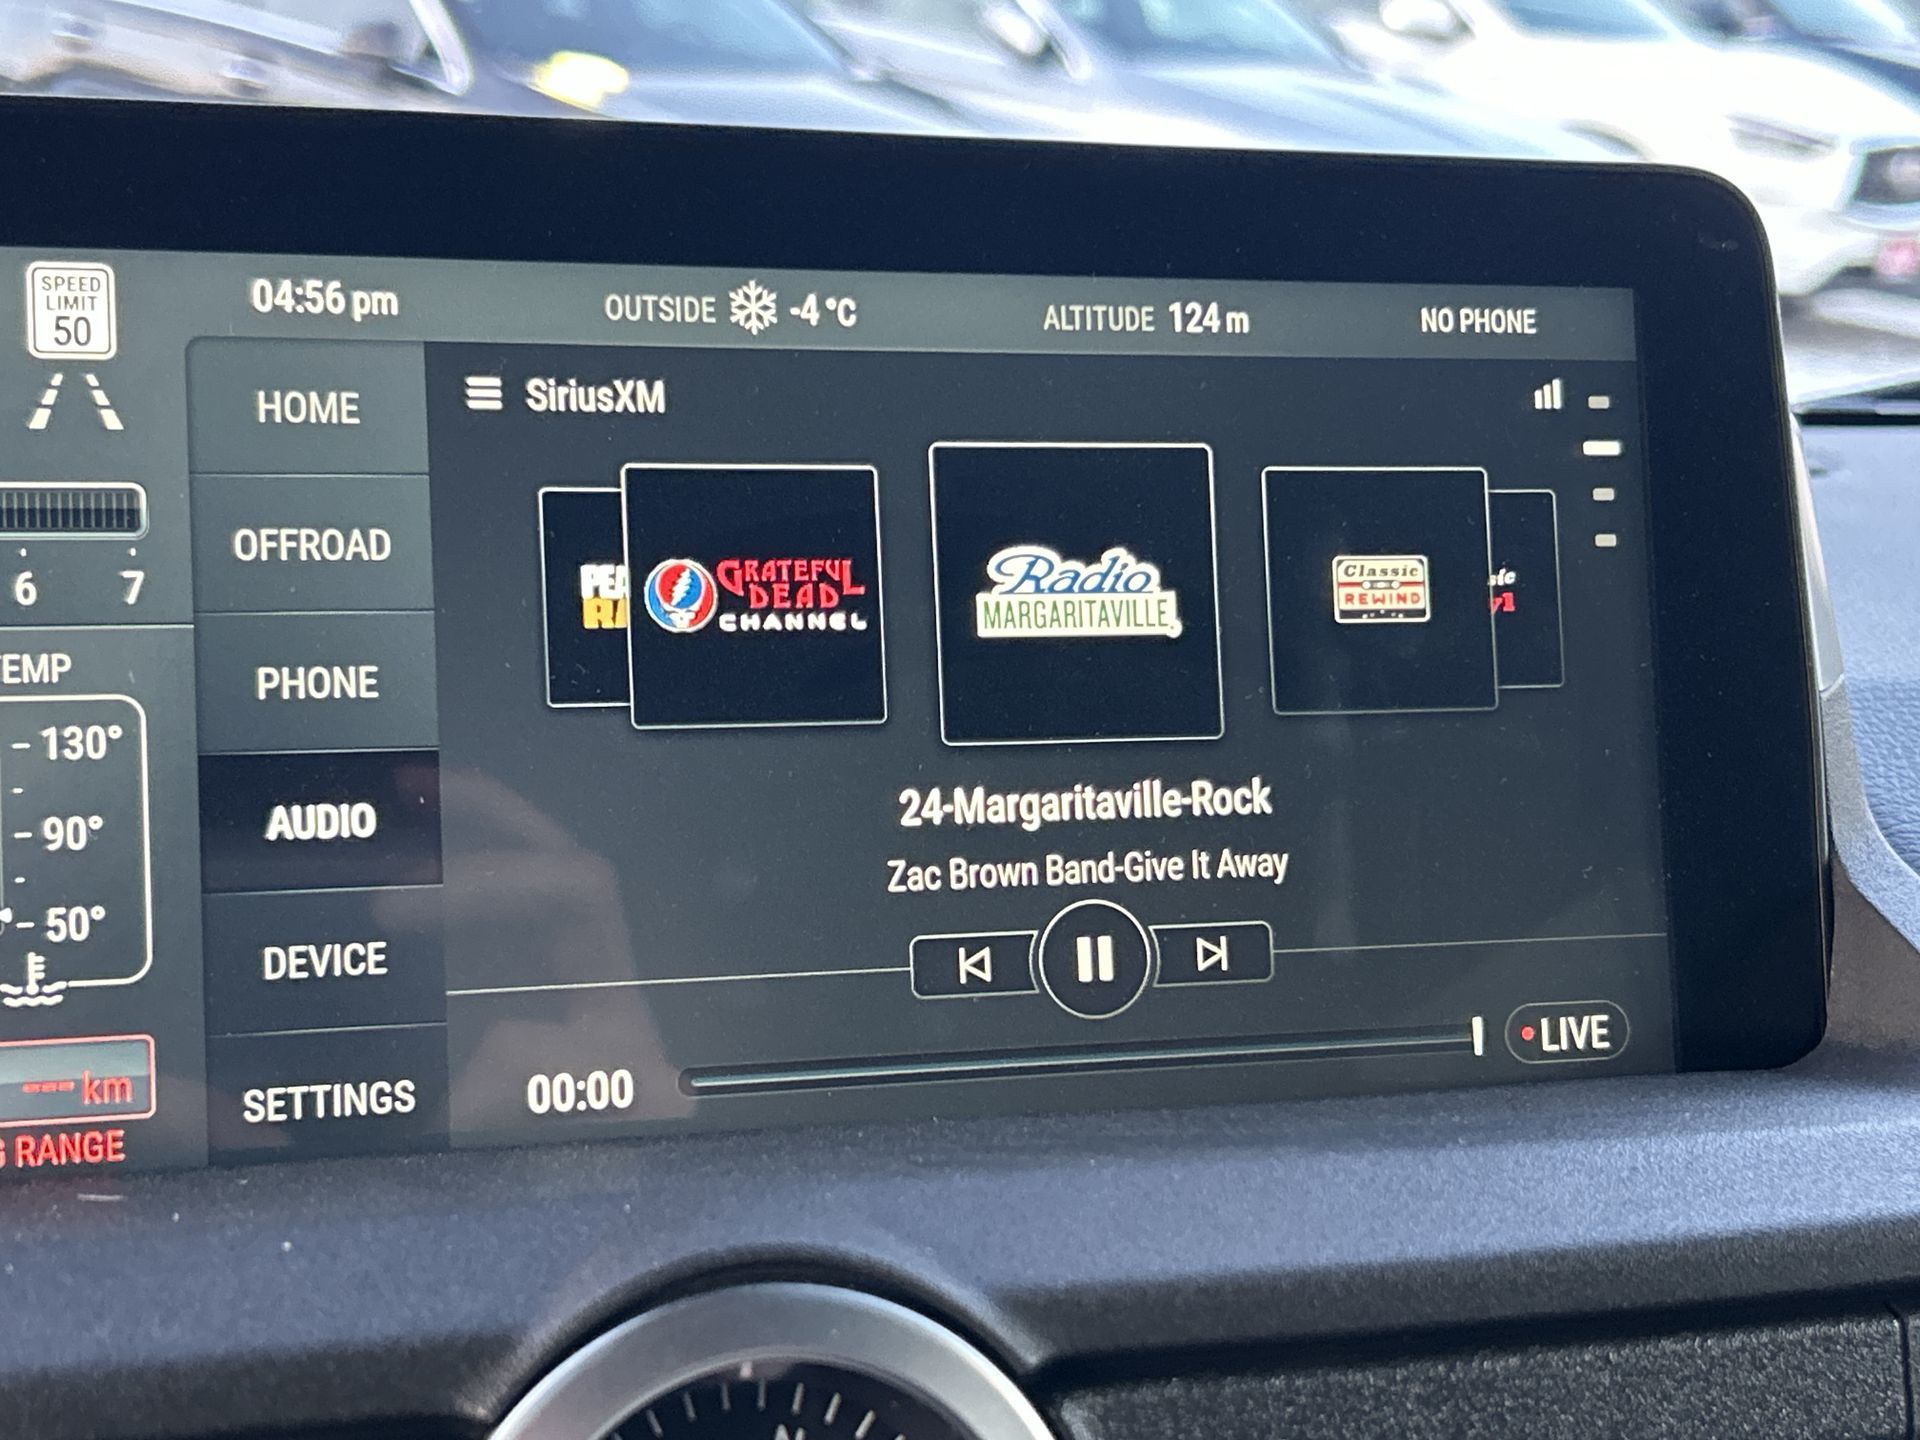 SPEED
LIMIT
50
04:56 pm
OUTSIDE -4°C
ALTITUDE 124 m
NO PHONE
HOME
OFFROAD
PHONE
AUDIO
DEVICE
SETTINGS
6 7
130°
90°
50°
--- km
RANGE
SiriusXM
GRATEFUL
DEAD
CHANNEL
Radio
MARGARITAVILLE
Classic
REWIND
24-Margaritaville-Rock
Zac Brown Band-Give It Away
00:00
LIVE
N